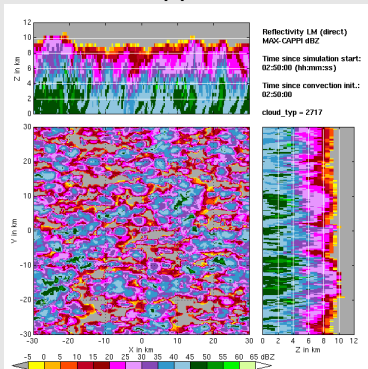 Reflectivity LM (direct)
MAX-CAPPI dBZ
Time since simulation start:
02:50:00 (hh:mm:ss)
Time since convection init.:
02:50:00
cloud_typ = 2717
Z in km
12
10
8
6
4
2
0
Y in km
30
20
10
0
-10
-20
-30
-30 -20 -10 0 10 20 30
X in km
0 2 4 6 8 10 12
Z in km
-5 0 5 10 15 20 25 30 35 40 45 50 55 60 65 dBZ